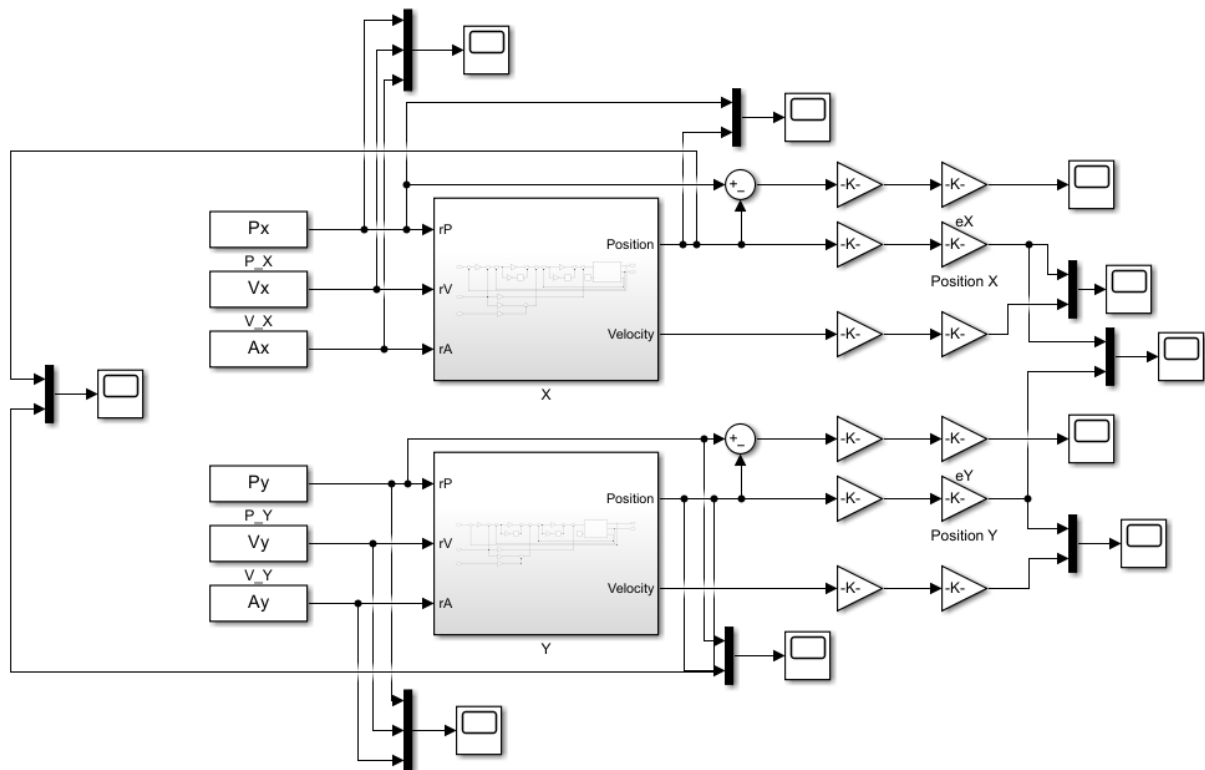 +
−
-K- -K-
Px
rP
Position
-K- -K-
eX
P_X
Vx
rV
Position X
V_X
Ax
rA
Velocity
-K- -K-
X
+
−
-K- -K-
Py
rP
Position
-K- -K-
eY
P_Y
Vy
rV
Position Y
V_Y
Ay
rA
Velocity
-K- -K-
Y